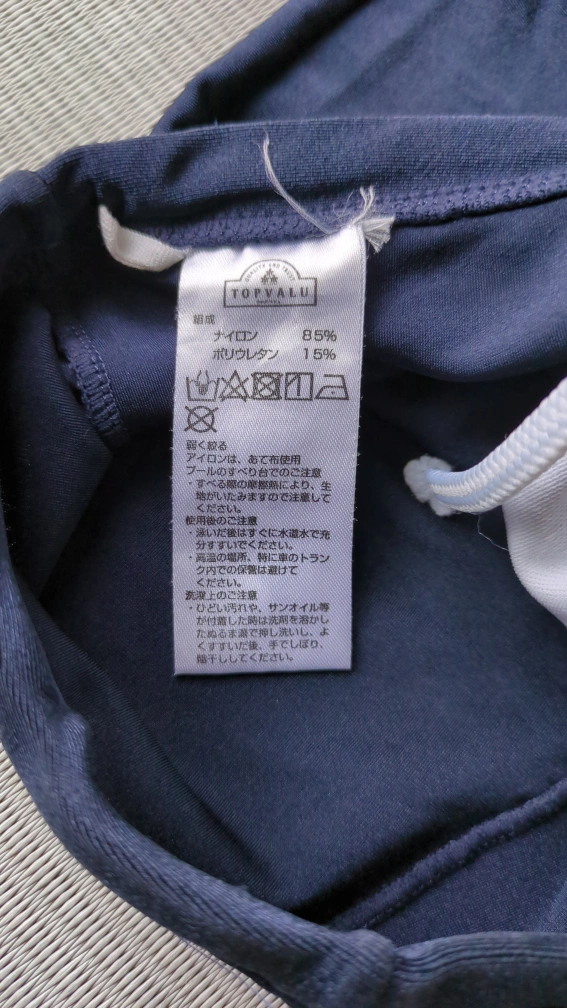 QUALITY AND TRUST
TOPVALU
組成
ナイロン 85%
ポリウレタン 15%
弱く絞る
アイロンは、あて布使用
プールのすべり台でのご注意
・すべる際の摩擦熱により、生
地がいたみますので注意して
ください。
使用後のご注意
・泳いだ後はすぐに水道水で充
分すすいでください。
・高温の場所、特に車のトラン
ク内での保管は避けて
ください。
洗濯上のご注意
・ひどい汚れや、サンオイル等
が付着した時は洗剤を溶かし
たぬるま湯で押し洗いし、よ
くすすいだ後、手でしぼり、
陰干ししてください。